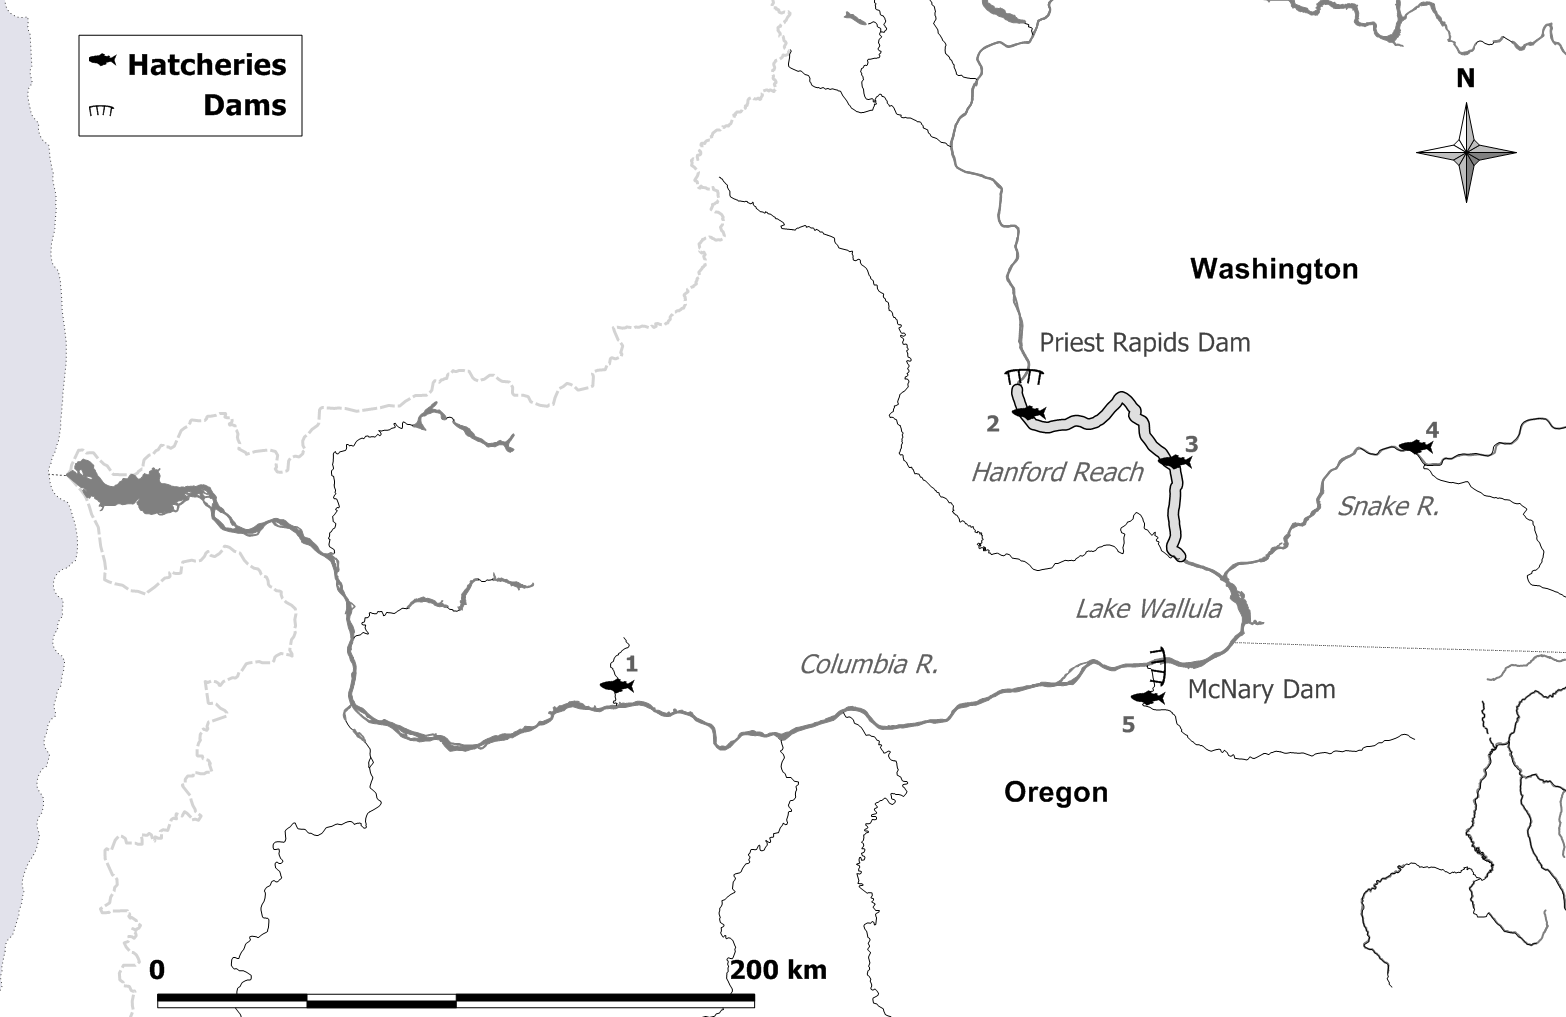 Hatcheries
Dams
N
Washington
Priest Rapids Dam
2
3
4
Hanford Reach
Snake R.
Lake Wallula
1
Columbia R.
McNary Dam
5
Oregon
0
200 km